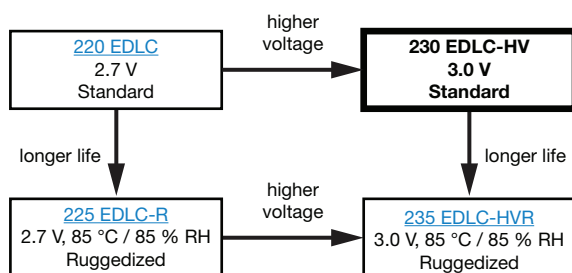 220 EDLC
2.7 V
Standard
higher
voltage
230 EDLC-HV
3.0 V
Standard
longer life
longer life
225 EDLC-R
2.7 V, 85 °C / 85 % RH
Ruggedized
higher
voltage
235 EDLC-HVR
3.0 V, 85 °C / 85 % RH
Ruggedized